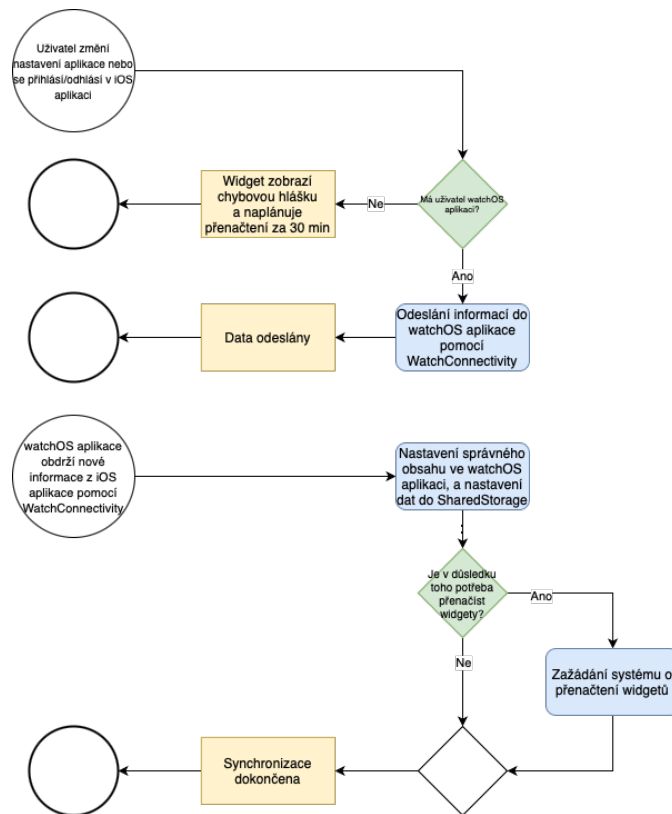 Uživatel změní
nastavení aplikace nebo
se přihlásí/odhlásí v iOS
aplikaci
Widget zobrazí
chybovou hlášku
a naplánuje
přenačtení za 30 min
Ne
Má uživatel watchOS
aplikaci?
Ano
Data odeslány
Odeslání informací do
watchOS aplikace
pomocí
WatchConnectivity
watchOS aplikace
obdrží nové
informace z iOS
aplikace pomocí
WatchConnectivity
Nastavení správného
obsahu ve watchOS
aplikaci, a nastavení
dat do SharedStorage
:
Je v důsledku
toho potřeba
přenačíst
widgety?
Ano
Ne
Zažádání systému o
přenačtení widgetů
Synchronizace
dokončena